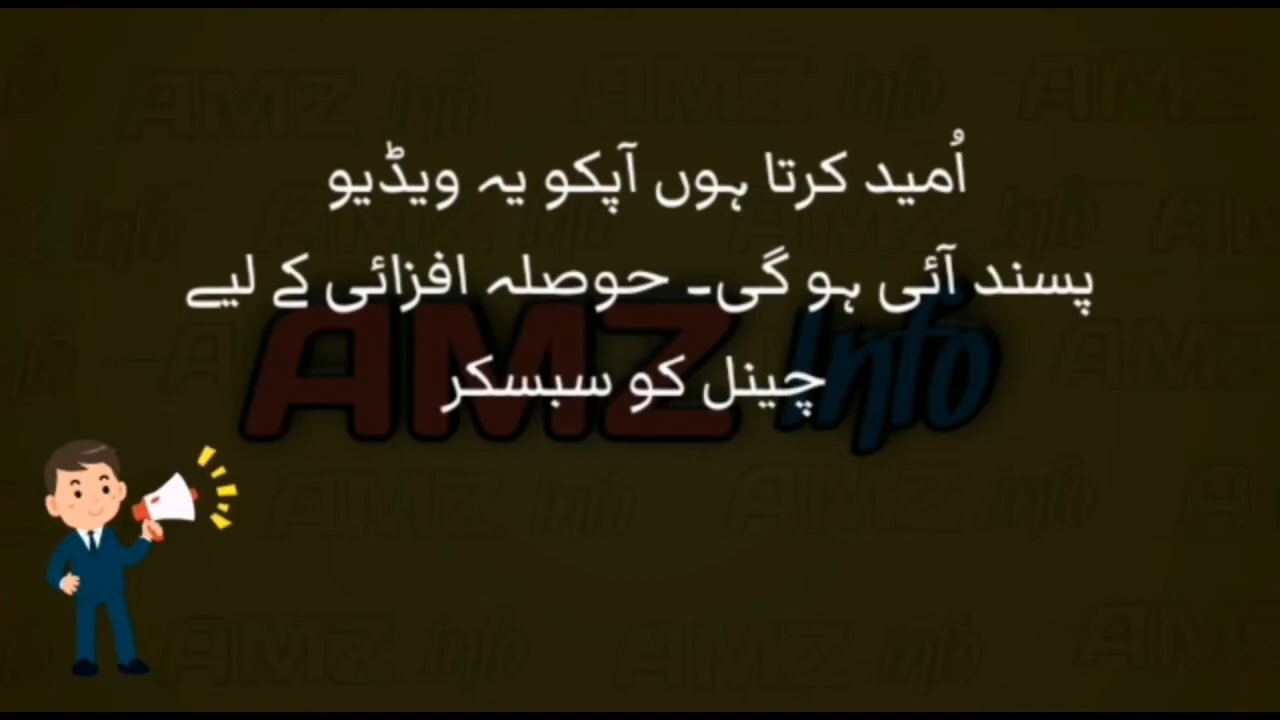 اُمید کرتا ہوں آپکو یہ ویڈیو
پسند آئی ہو گی۔ حوصلہ افزائی کے لیے
چینل کو سبسکر
AMZ Info